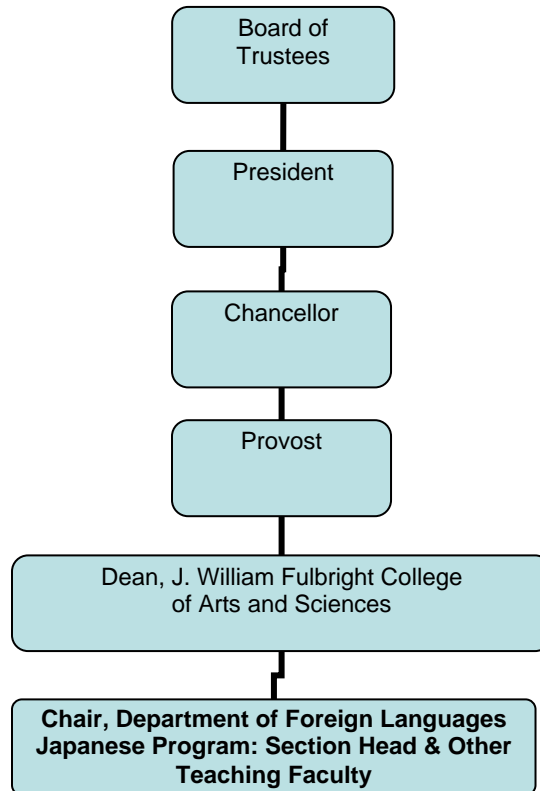 Board of
Trustees
President
Chancellor
Provost
Dean, J. William Fulbright College
of Arts and Sciences
Chair, Department of Foreign Languages
Japanese Program: Section Head & Other
Teaching Faculty